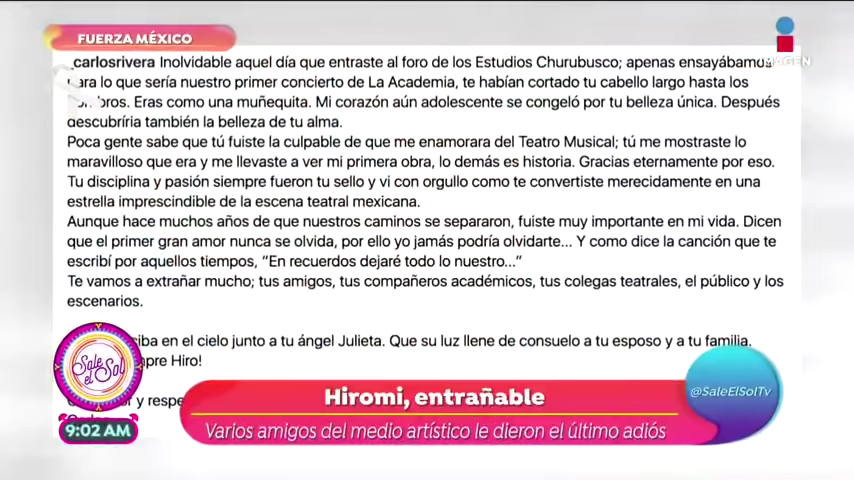 FUERZA MÉXICO
IMAGEN
_carlosrivera Inolvidable aquel día que entraste al foro de los Estudios Churubusco; apenas ensayábamos
para lo que sería nuestro primer concierto de La Academia, te habían cortado tu cabello largo hasta los
hombros. Eras como una muñequita. Mi corazón aún adolescente se congeló por tu belleza única. Después
descubríria también la belleza de tu alma.
Poca gente sabe que tú fuiste la culpable de que me enamorara del Teatro Musical; tú me mostraste lo
maravilloso que era y me llevaste a ver mi primera obra, lo demás es historia. Gracias eternamente por eso.
Tu disciplina y pasión siempre fueron tu sello y vi con orgullo como te convertiste merecidamente en una
estrella imprescindible de la escena teatral mexicana.
Aunque hace muchos años de que nuestros caminos se separaron, fuiste muy importante en mi vida. Dicen
que el primer gran amor nunca se olvida, por ello yo jamás podría olvidarte... Y como dice la canción que te
escribí por aquellos tiempos, “En recuerdos dejaré todo lo nuestro...”
Te vamos a extrañar mucho; tus amigos, tus compañeros académicos, tus colegas teatrales, el público y los
escenarios.
en el cielo junto a tu ángel Julieta. Que su luz llene de consuelo a tu esposo y a tu familia.
Hiro!
y
Sale el Sol
9:02 AM
Hiromi, entrañable
Varios amigos del medio artístico le dieron el último adiós
@SaleElSolTv